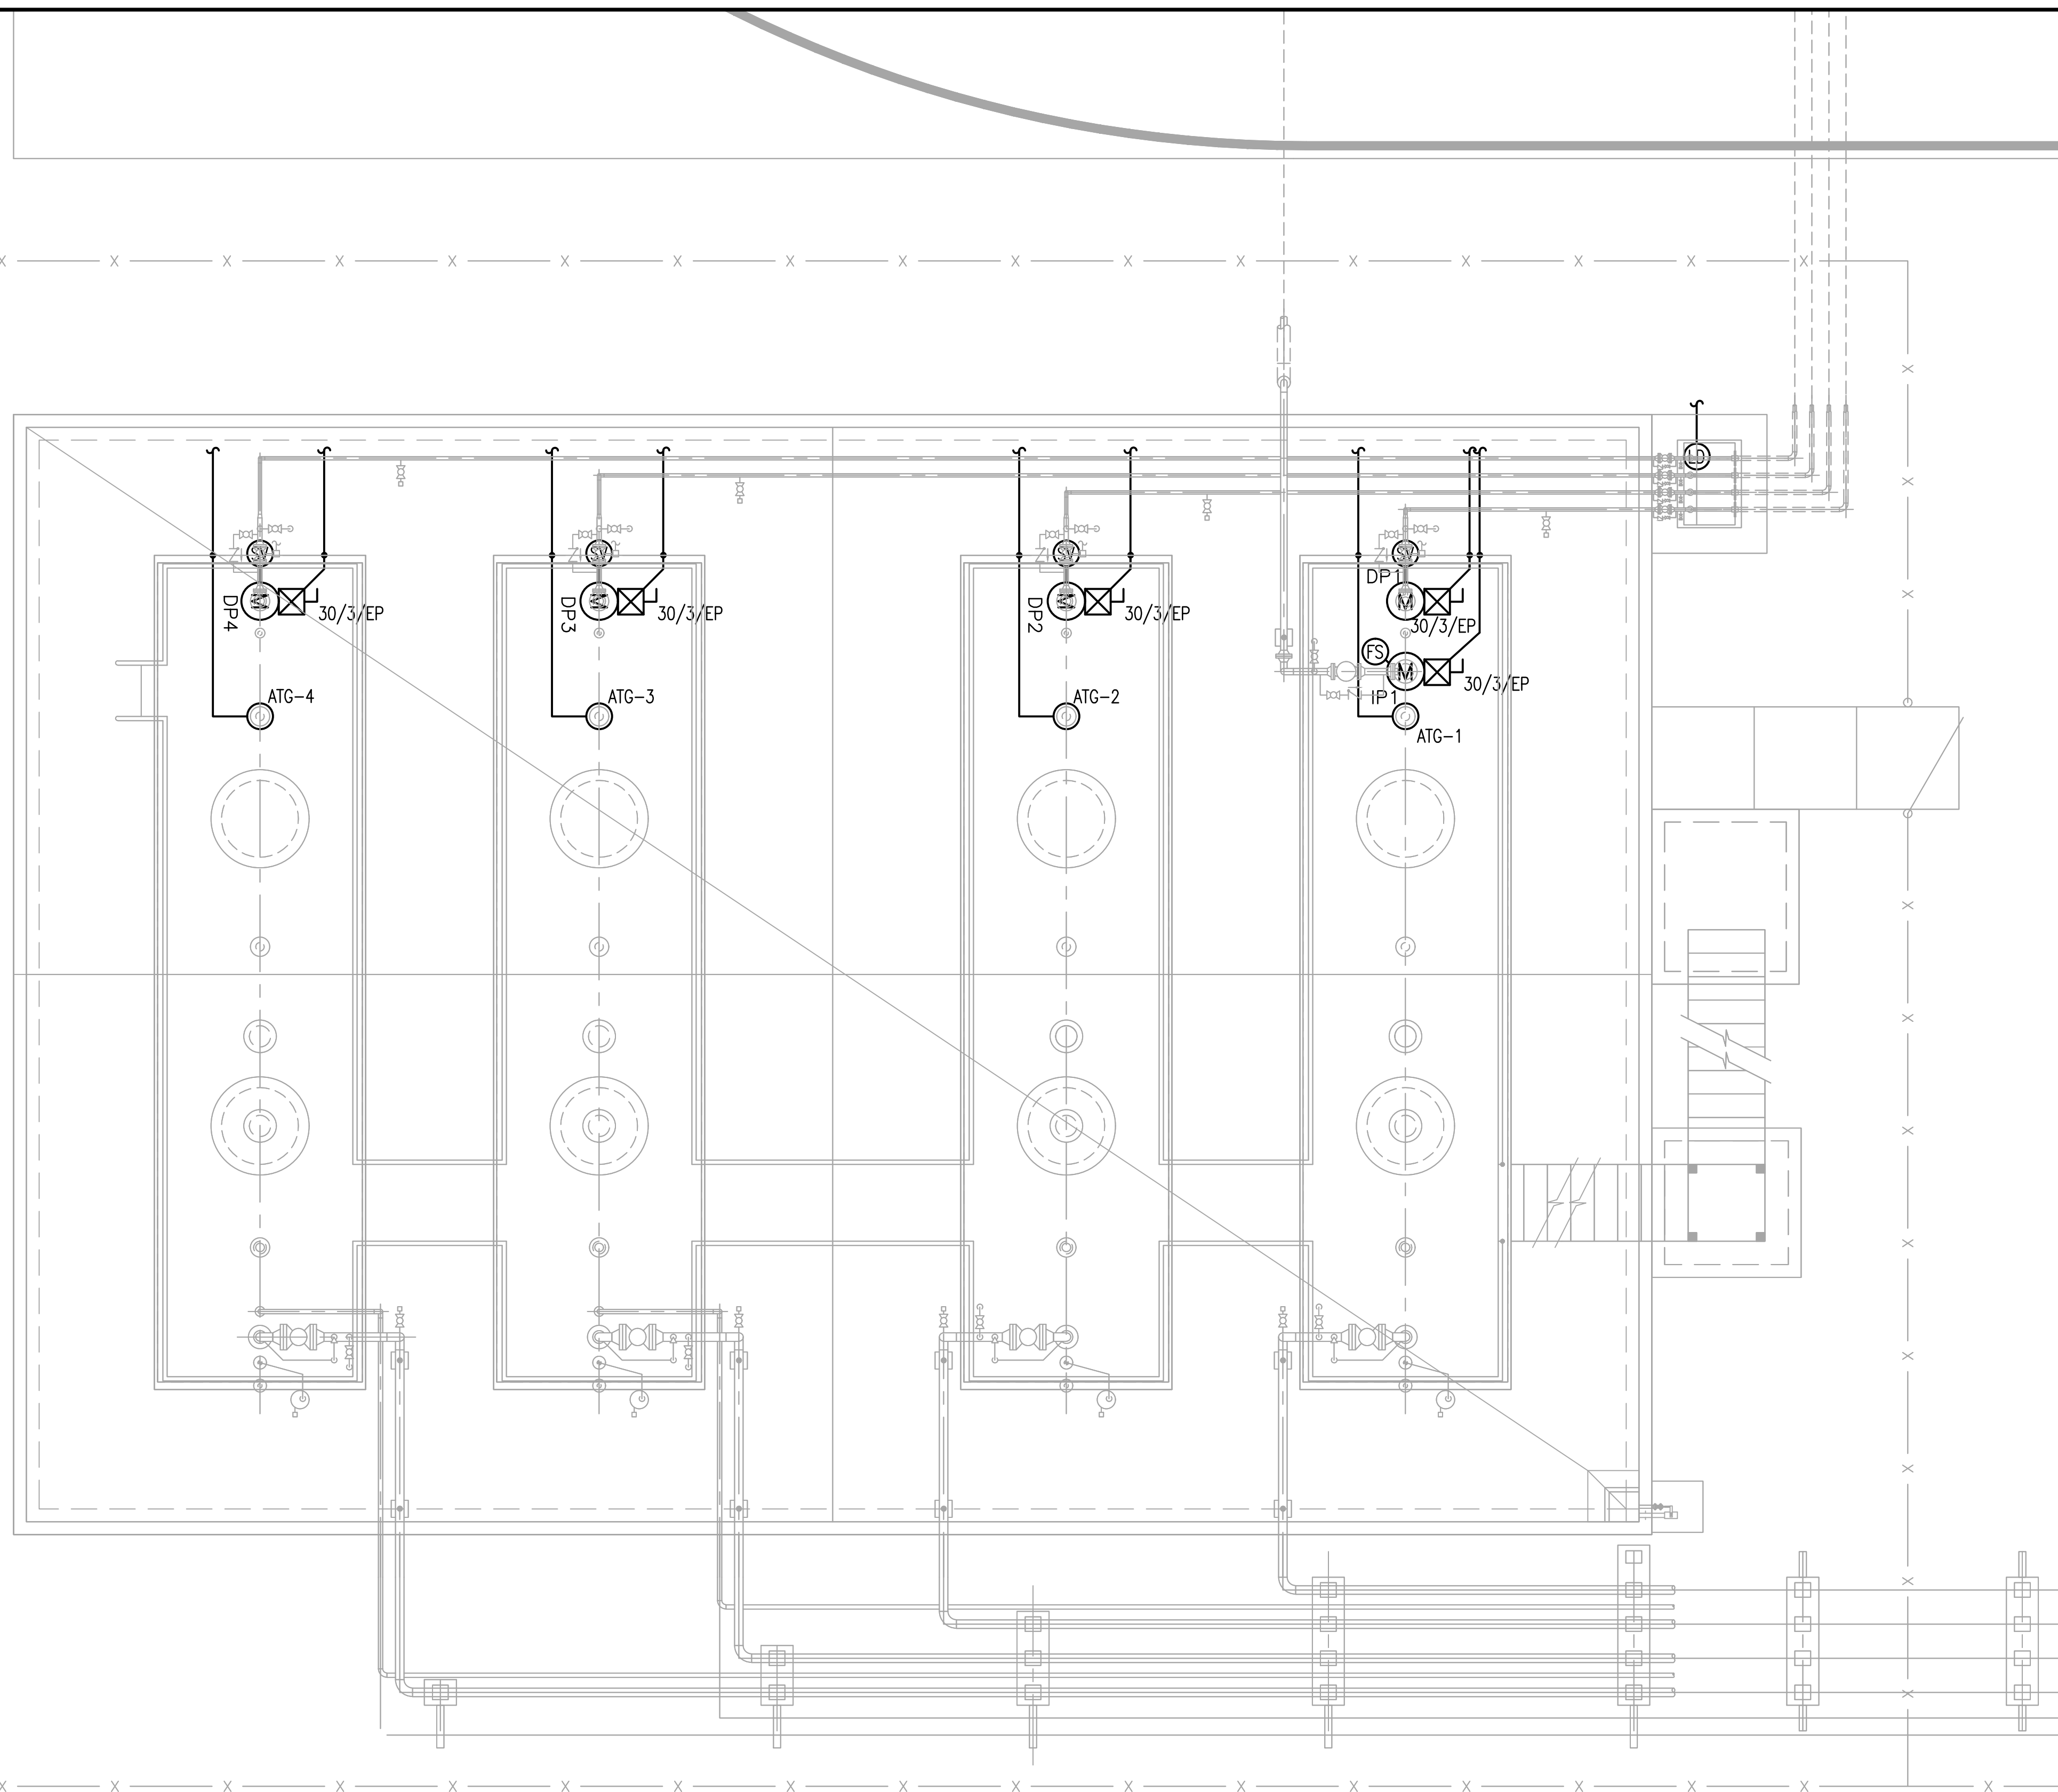 LD
SV
SV
SV
SV
DP4
M
30/3/EP
DP3
M
30/3/EP
DP2
M
30/3/EP
DP1
M
30/3/EP
FS
M
30/3/EP
IP1
ATG-4
ATG-3
ATG-2
ATG-1